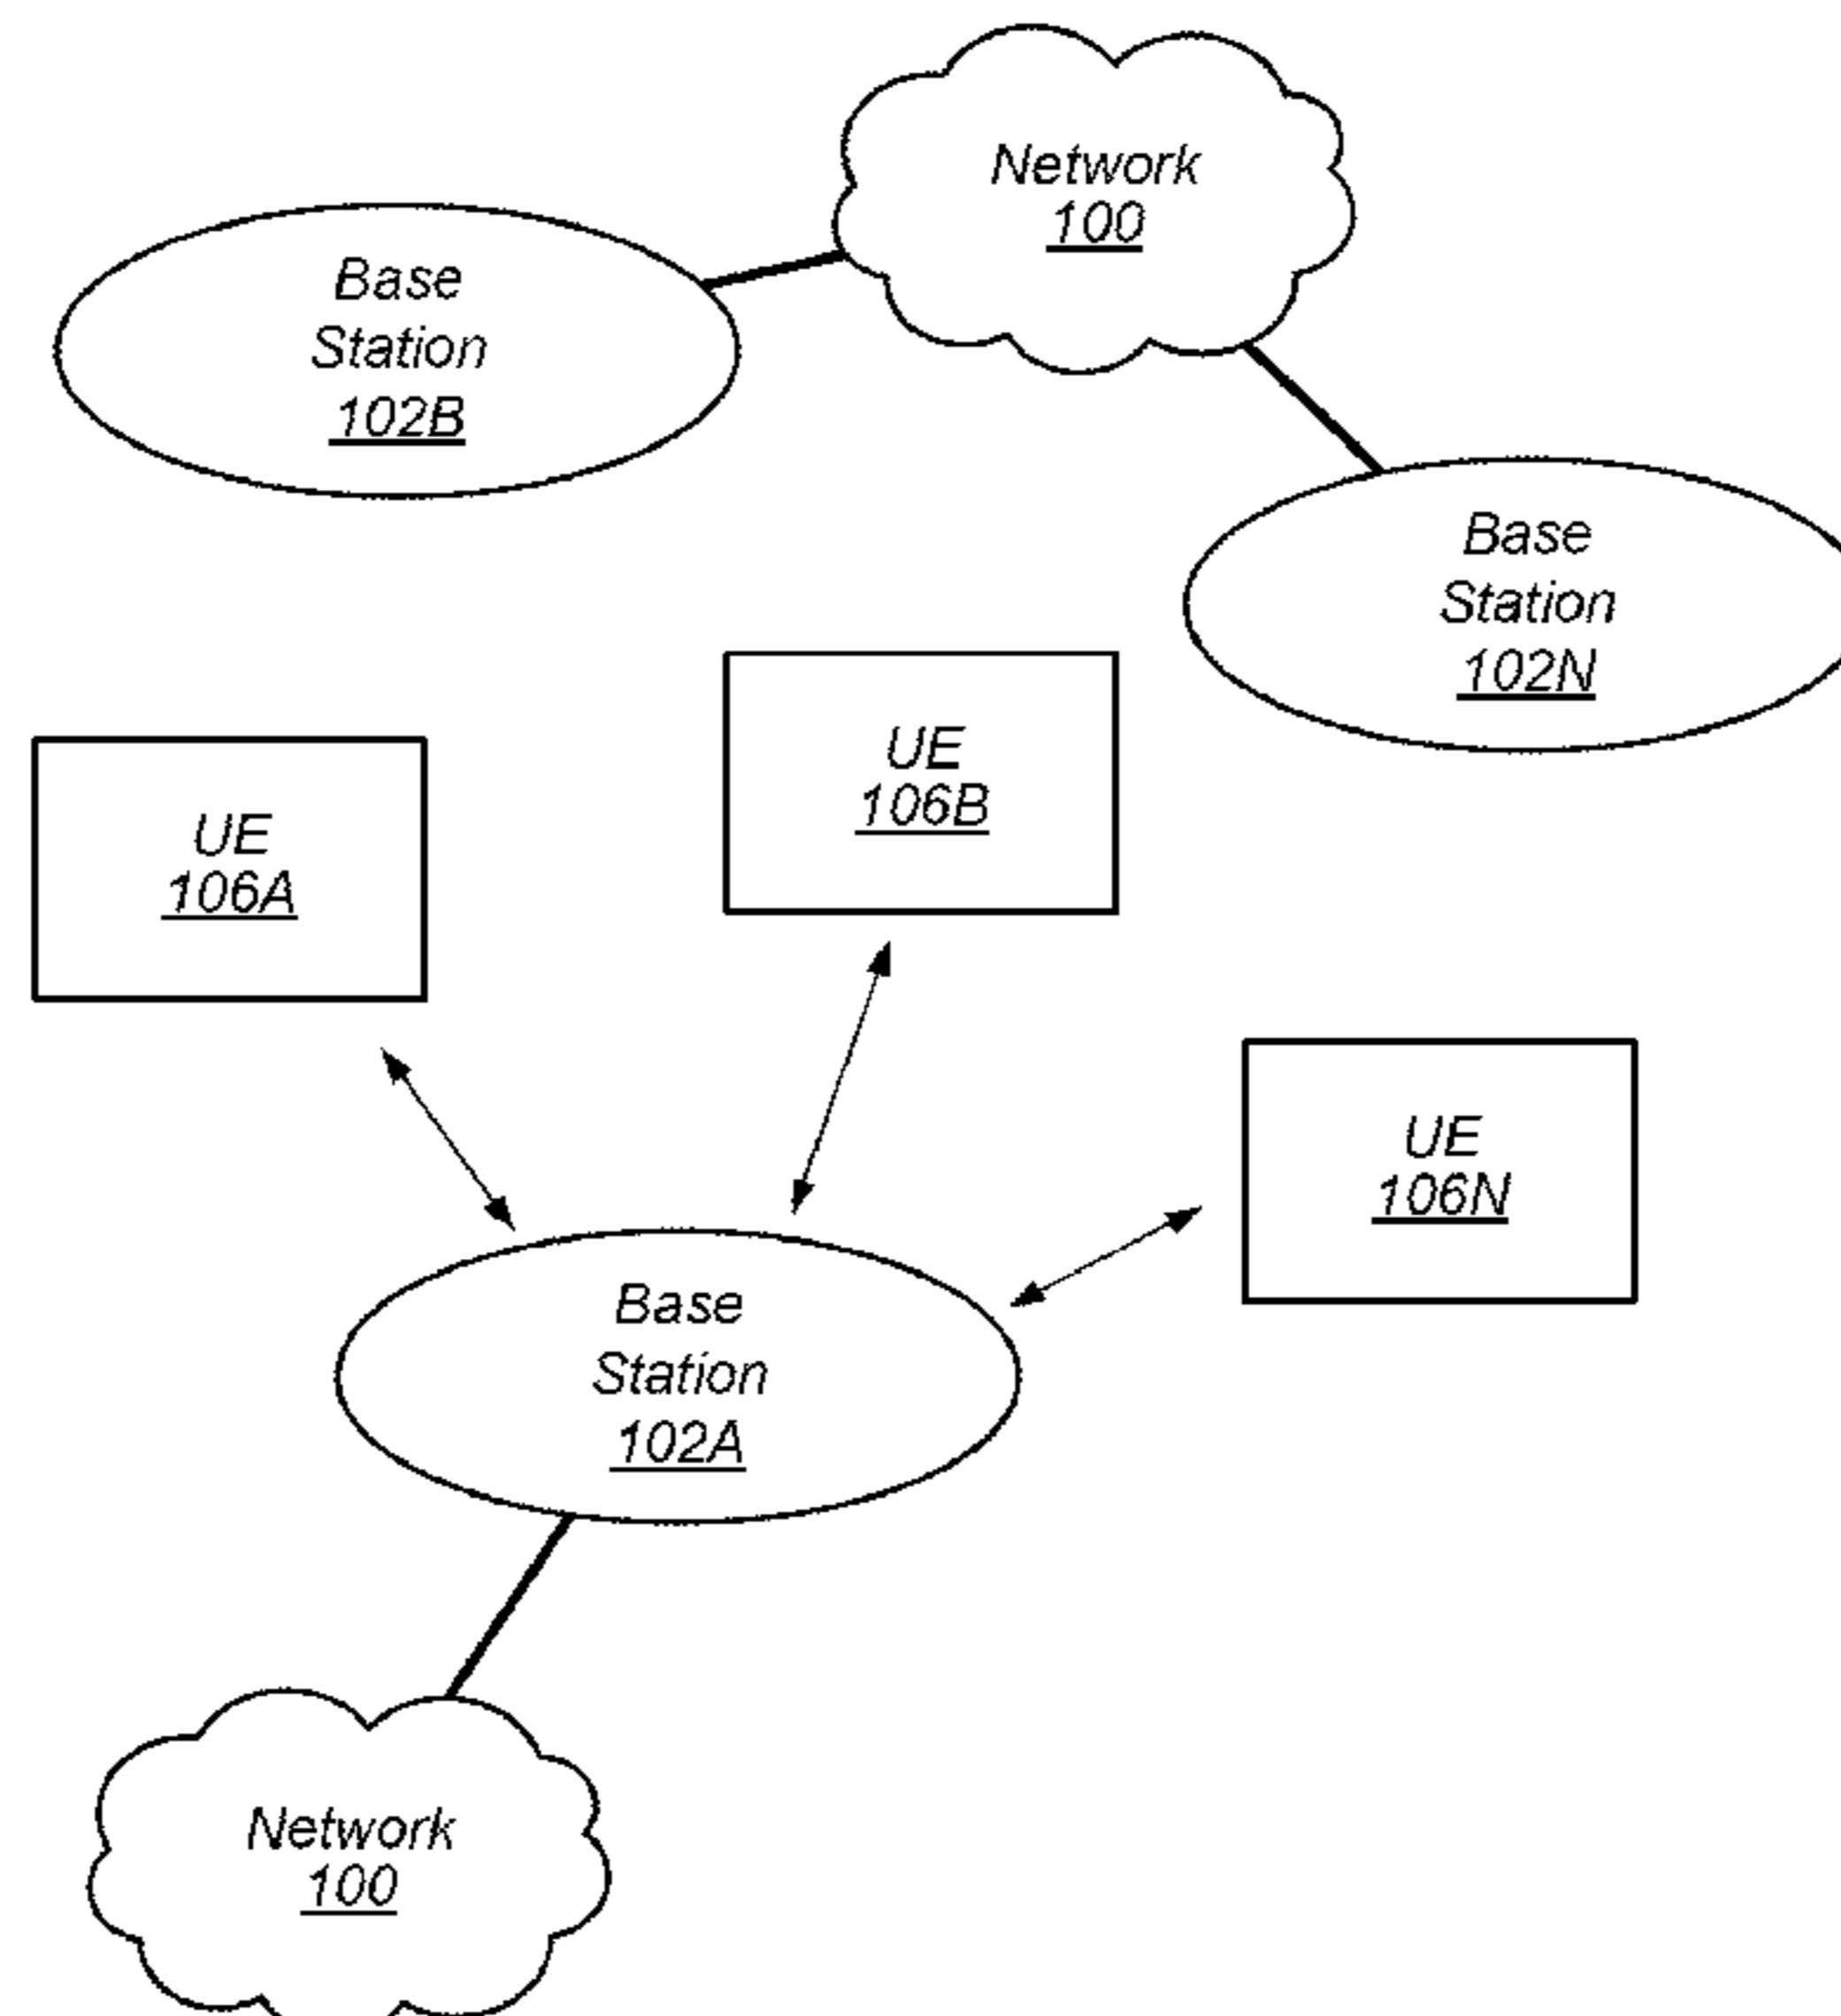 Network
100
Base
Station
102B
Base
Station
102N
UE
106B
UE
106A
UE
106N
Base
Station
102A
Network
100